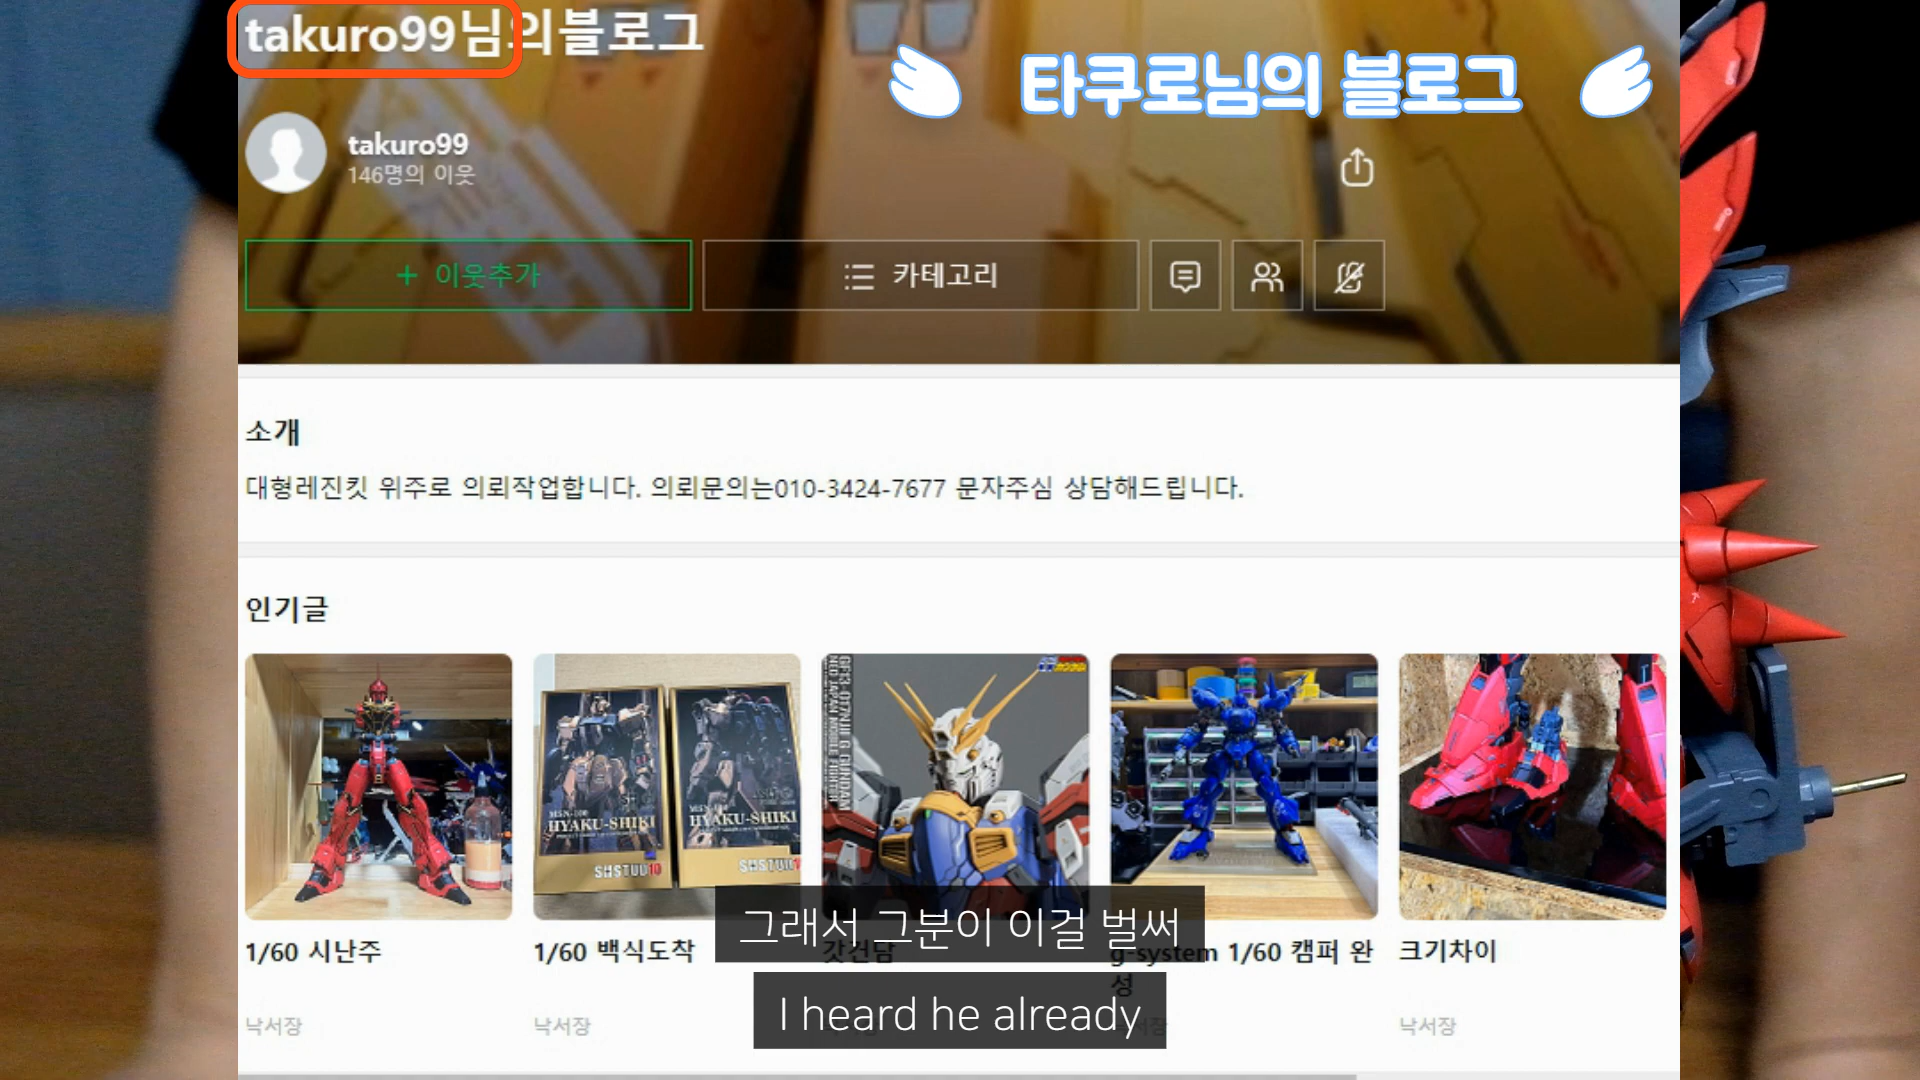 takuro99님의블로그
타쿠로님의 블로그
takuro99
146명의 이웃
+ 이웃추가
카테고리
소개
대형레진킷 위주로 의뢰작업합니다. 의뢰문의는010-3424-7677 문자주심 상담해드립니다.
인기글
HYAKU-SHIKI
HYAKU-SHIKI
GF13-017NJII G GUNDAM
1/60 시난주
1/60 백식도착
갓건담
g-system 1/60 캠퍼 완성
크기차이
낙서장
낙서장
낙서장
그래서 그분이 이걸 벌써
I heard he already